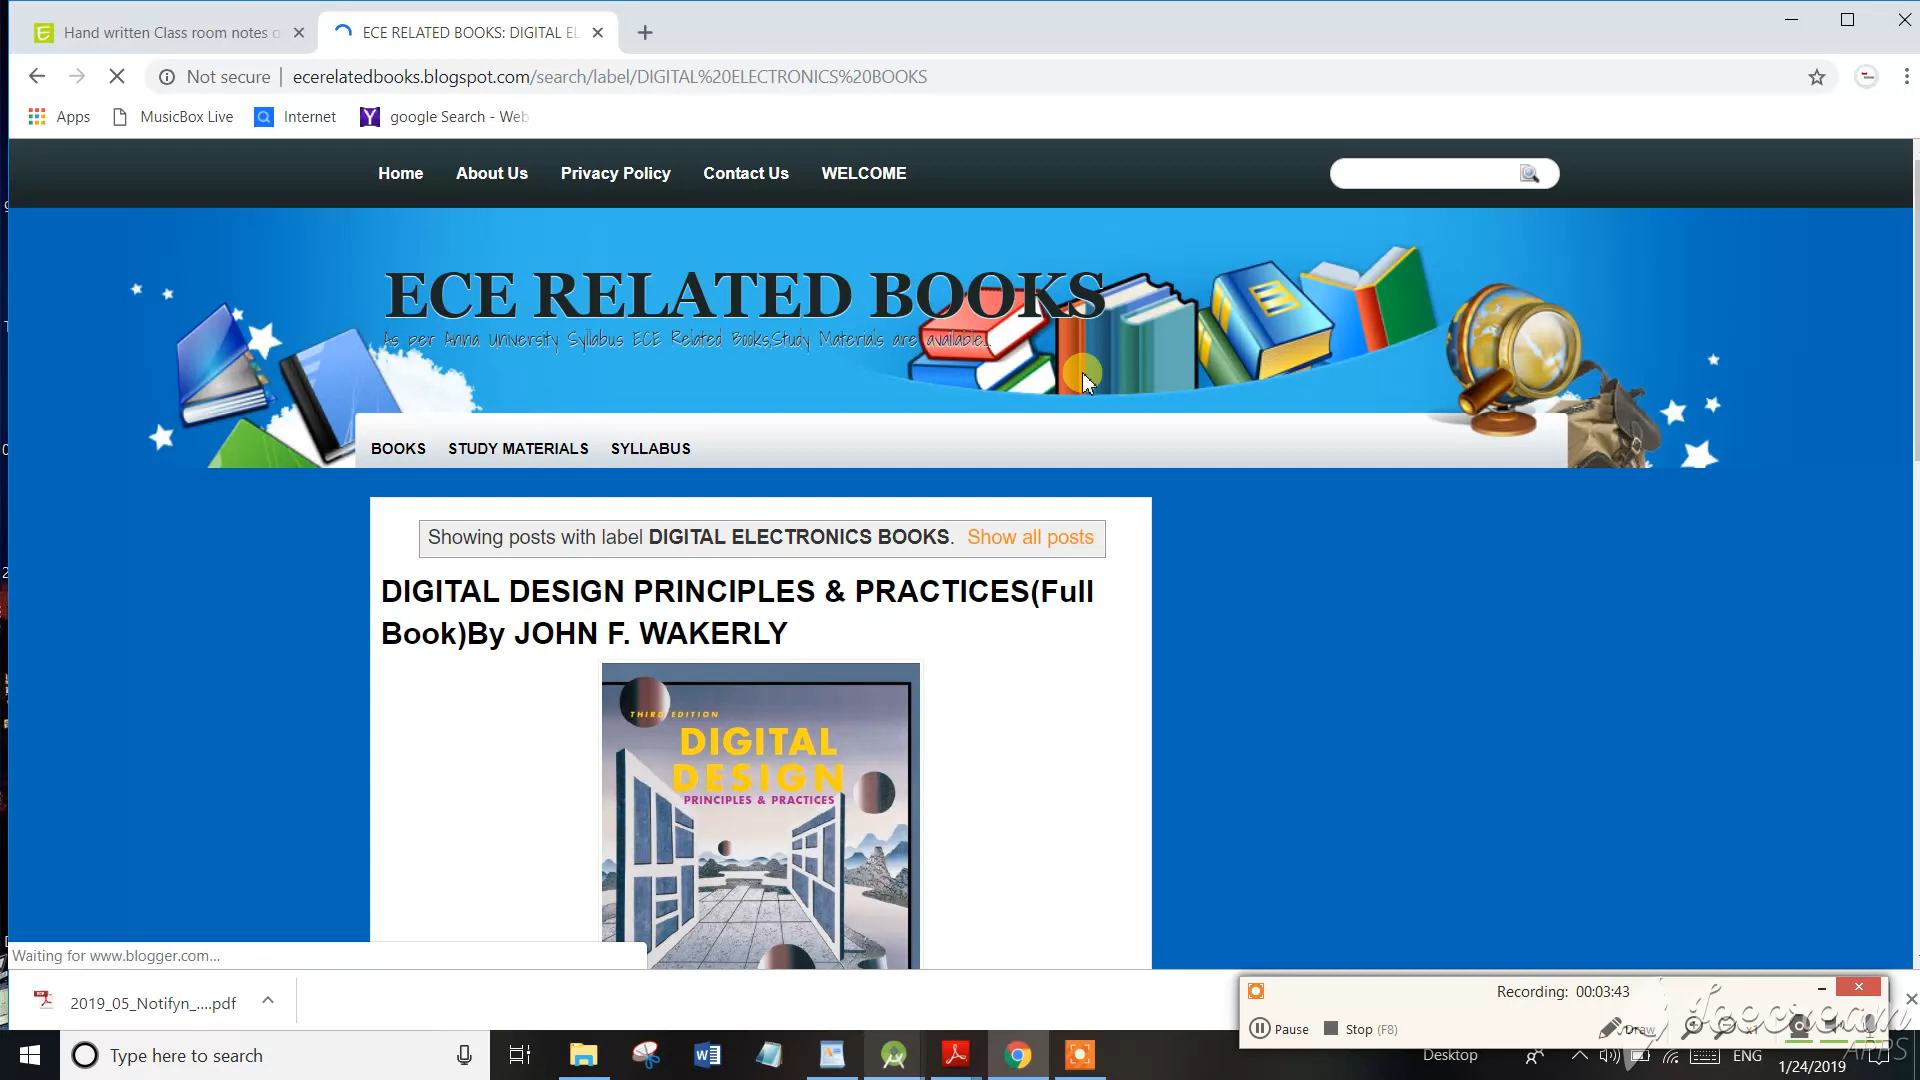 Hand written Class room notes o
ECE RELATED BOOKS: DIGITAL EL
Not secure | ecerelatedbooks.blogspot.com/search/label/DIGITAL%20ELECTRONICS%20BOOKS
Apps MusicBox Live Internet google Search - Web
Home About Us Privacy Policy Contact Us WELCOME
ECE RELATED BOOKS
As per Anna University Syllabus ECE Related Books,Study Materials are available...
BOOKS STUDY MATERIALS SYLLABUS
Showing posts with label DIGITAL ELECTRONICS BOOKS. Show all posts
DIGITAL DESIGN PRINCIPLES & PRACTICES(Full
Book)By JOHN F. WAKERLY
THIRD EDITION
DIGITAL
DESIGN
PRINCIPLES & PRACTICES
Waiting for www.blogger.com...
2019_05_Notifyn_....pdf
Recording: 00:03:43
Pause Stop (F8) Draw x1
Icecream
APPS
Type here to search
Desktop ENG
1/24/2019